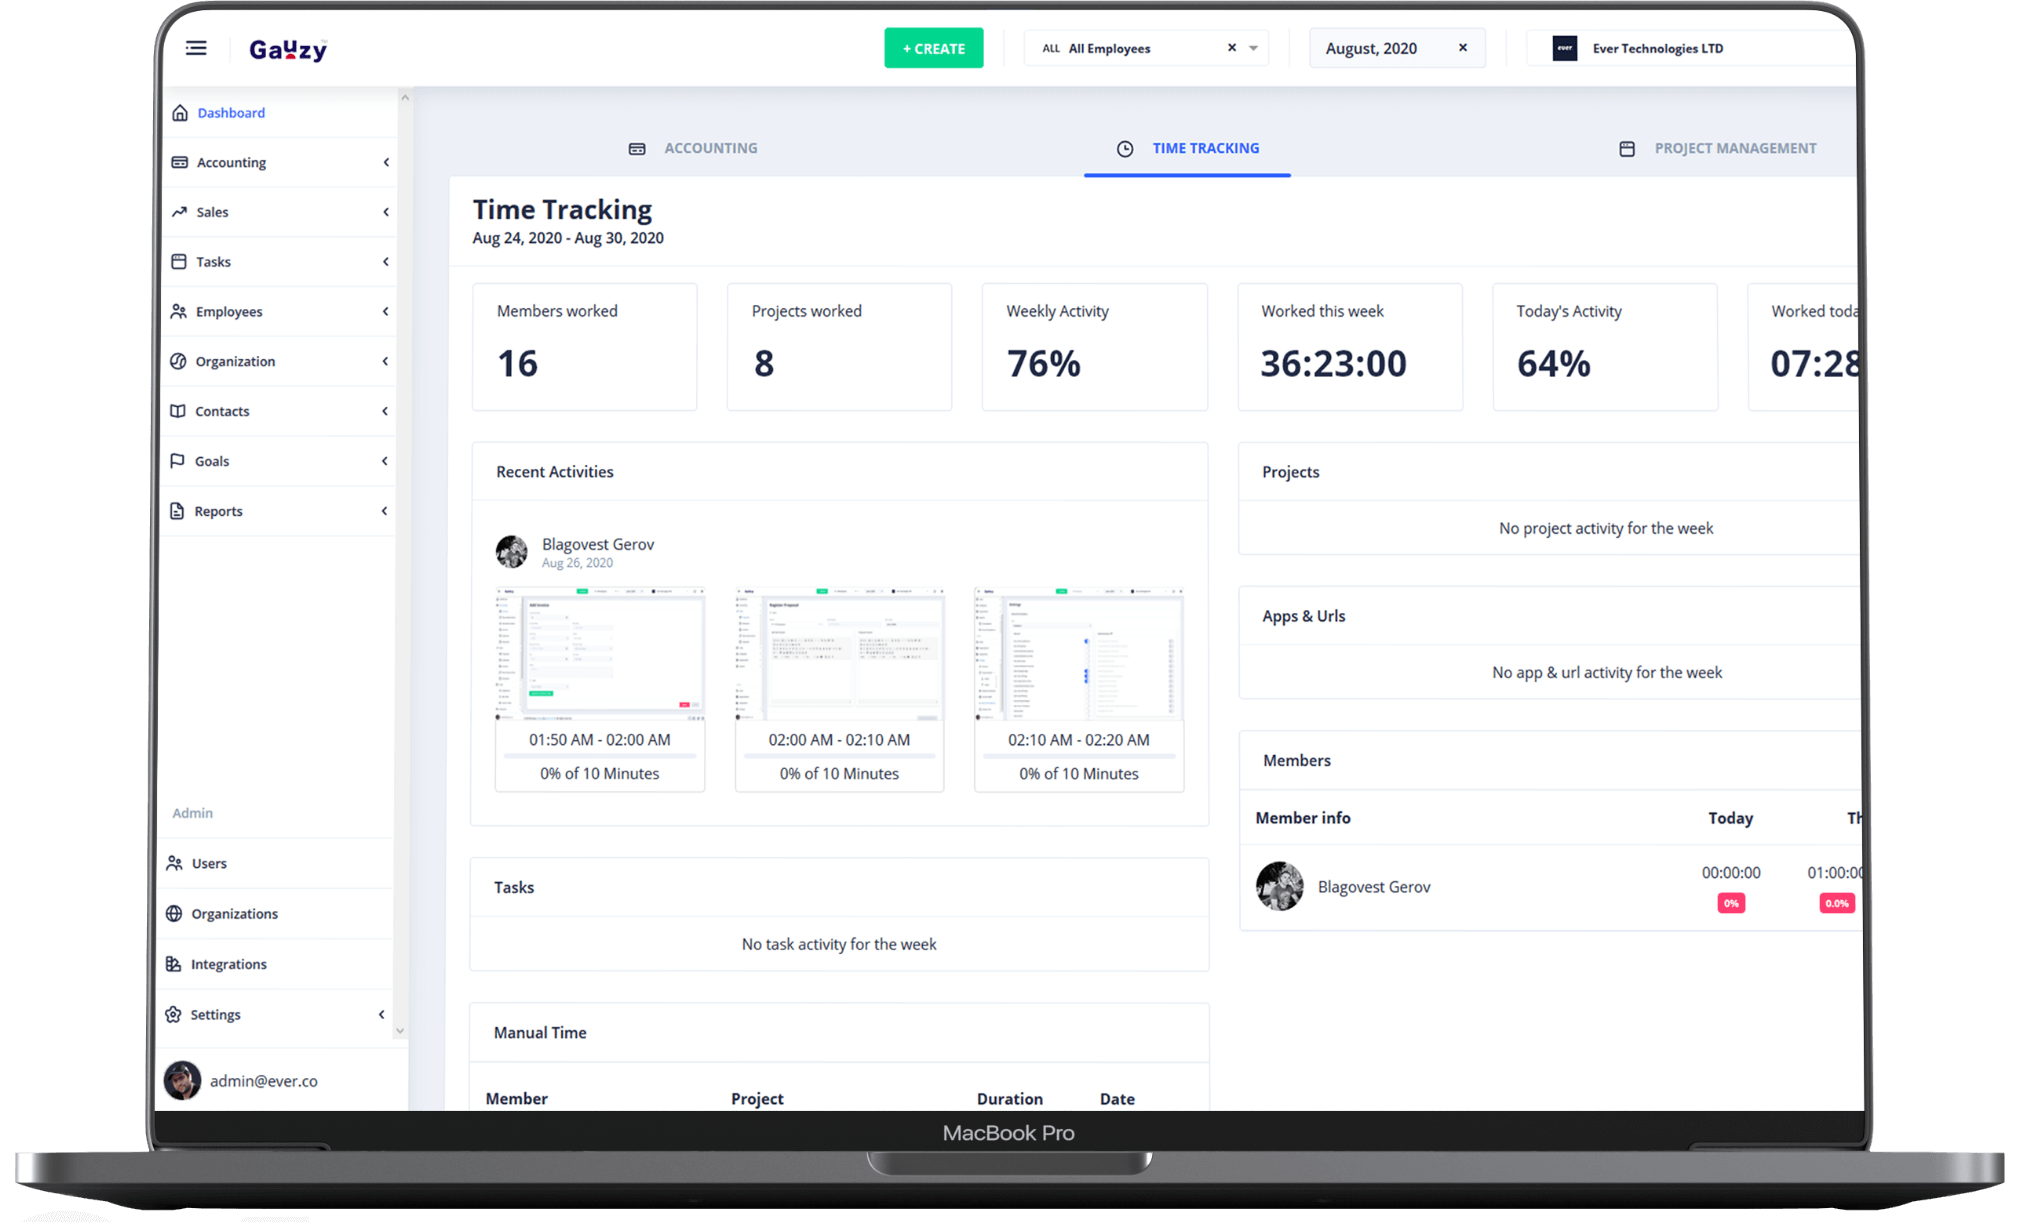 Gauzy™
+ CREATE
ALL All Employees × 
August, 2020 ×
ever Ever Technologies LTD
Dashboard
Accounting
Sales
Tasks
Employees
Organization
Contacts
Goals
Reports
Admin
Users
Organizations
Integrations
Settings
admin@ever.co
ACCOUNTING
TIME TRACKING
PROJECT MANAGEMENT
Time Tracking
Aug 24, 2020 - Aug 30, 2020
Members worked
16
Projects worked
8
Weekly Activity
76%
Worked this week
36:23:00
Today's Activity
64%
Worked toda
07:28
Recent Activities
Blagovest Gerov
Aug 26, 2020
Add Invoice
01:50 AM - 02:00 AM
0% of 10 Minutes
Register Proposal
02:00 AM - 02:10 AM
0% of 10 Minutes
Settings
02:10 AM - 02:20 AM
0% of 10 Minutes
Tasks
No task activity for the week
Manual Time
Member Project Duration Date
Projects
No project activity for the week
Apps & Urls
No app & url activity for the week
Members
Member info Today Th
Blagovest Gerov 00:00:00 01:00:00
0% 0.0%
MacBook Pro